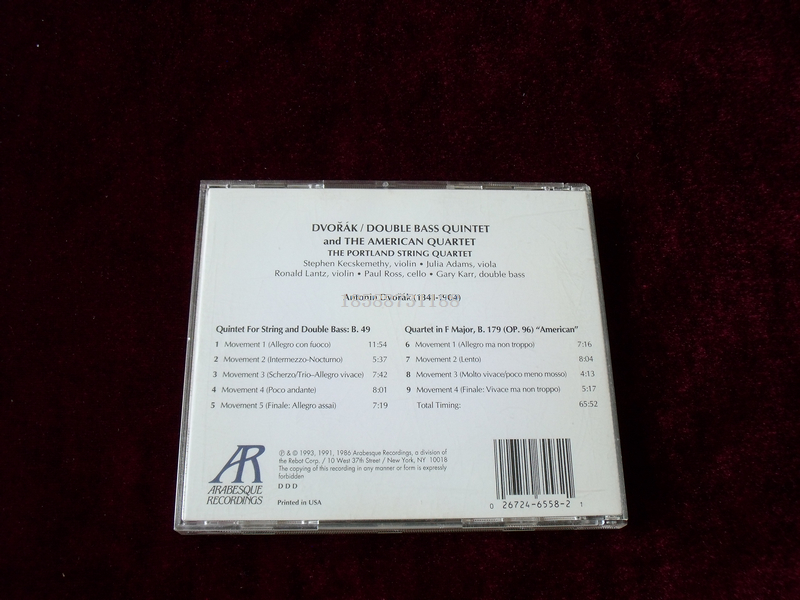 DVOŘÁK / DOUBLE BASS QUINTET
and THE AMERICAN QUARTET
THE PORTLAND STRING QUARTET
Stephen Kecskemethy, violin • Julia Adams, viola
Ronald Lantz, violin • Paul Ross, cello • Gary Karr, double bass
Antonin Dvořák (1841-1904)
Quintet For String and Double Bass: B. 49
1 Movement 1 (Allegro con fuoco) 11:54
2 Movement 2 (Intermezzo-Nocturno) 5:37
3 Movement 3 (Scherzo/Trio–Allegro vivace) 7:42
4 Movement 4 (Poco andante) 8:01
5 Movement 5 (Finale: Allegro assai) 7:19
Quartet in F Major, B. 179 (OP. 96) “American”
6 Movement 1 (Allegro ma non troppo) 7:16
7 Movement 2 (Lento) 8:04
8 Movement 3 (Molto vivace/poco meno mosso) 4:13
9 Movement 4 (Finale: Vivace ma non troppo) 5:17
Total Timing: 65:52
AR
ARABESQUE
RECORDINGS
℗ & © 1993, 1991, 1986 Arabesque Recordings, a division of
the Rebot Corp. / 10 West 37th Street / New York, NY 10018
The copying of this recording in any manner or form is expressly
forbidden
D D D
Printed in USA
0 26724-6558-2 1